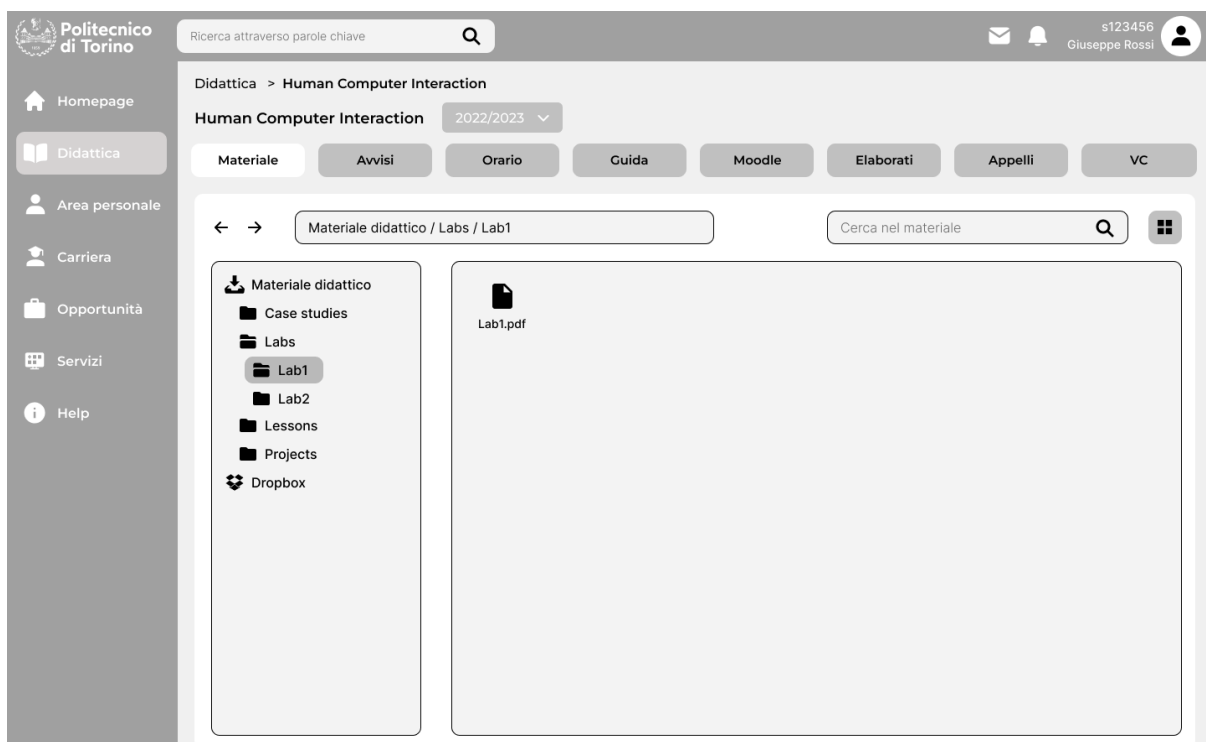 Politecnico
di Torino
Ricerca attraverso parole chiave
s123456
Giuseppe Rossi
Homepage
Didattica
Area personale
Carriera
Opportunità
Servizi
Help
Didattica > Human Computer Interaction
Human Computer Interaction 2022/2023
Materiale Avvisi Orario Guida Moodle Elaborati Appelli VC
Materiale didattico / Labs / Lab1 Cerca nel materiale
Materiale didattico
Case studies
Labs
Lab1
Lab2
Lessons
Projects
Dropbox
Lab1.pdf